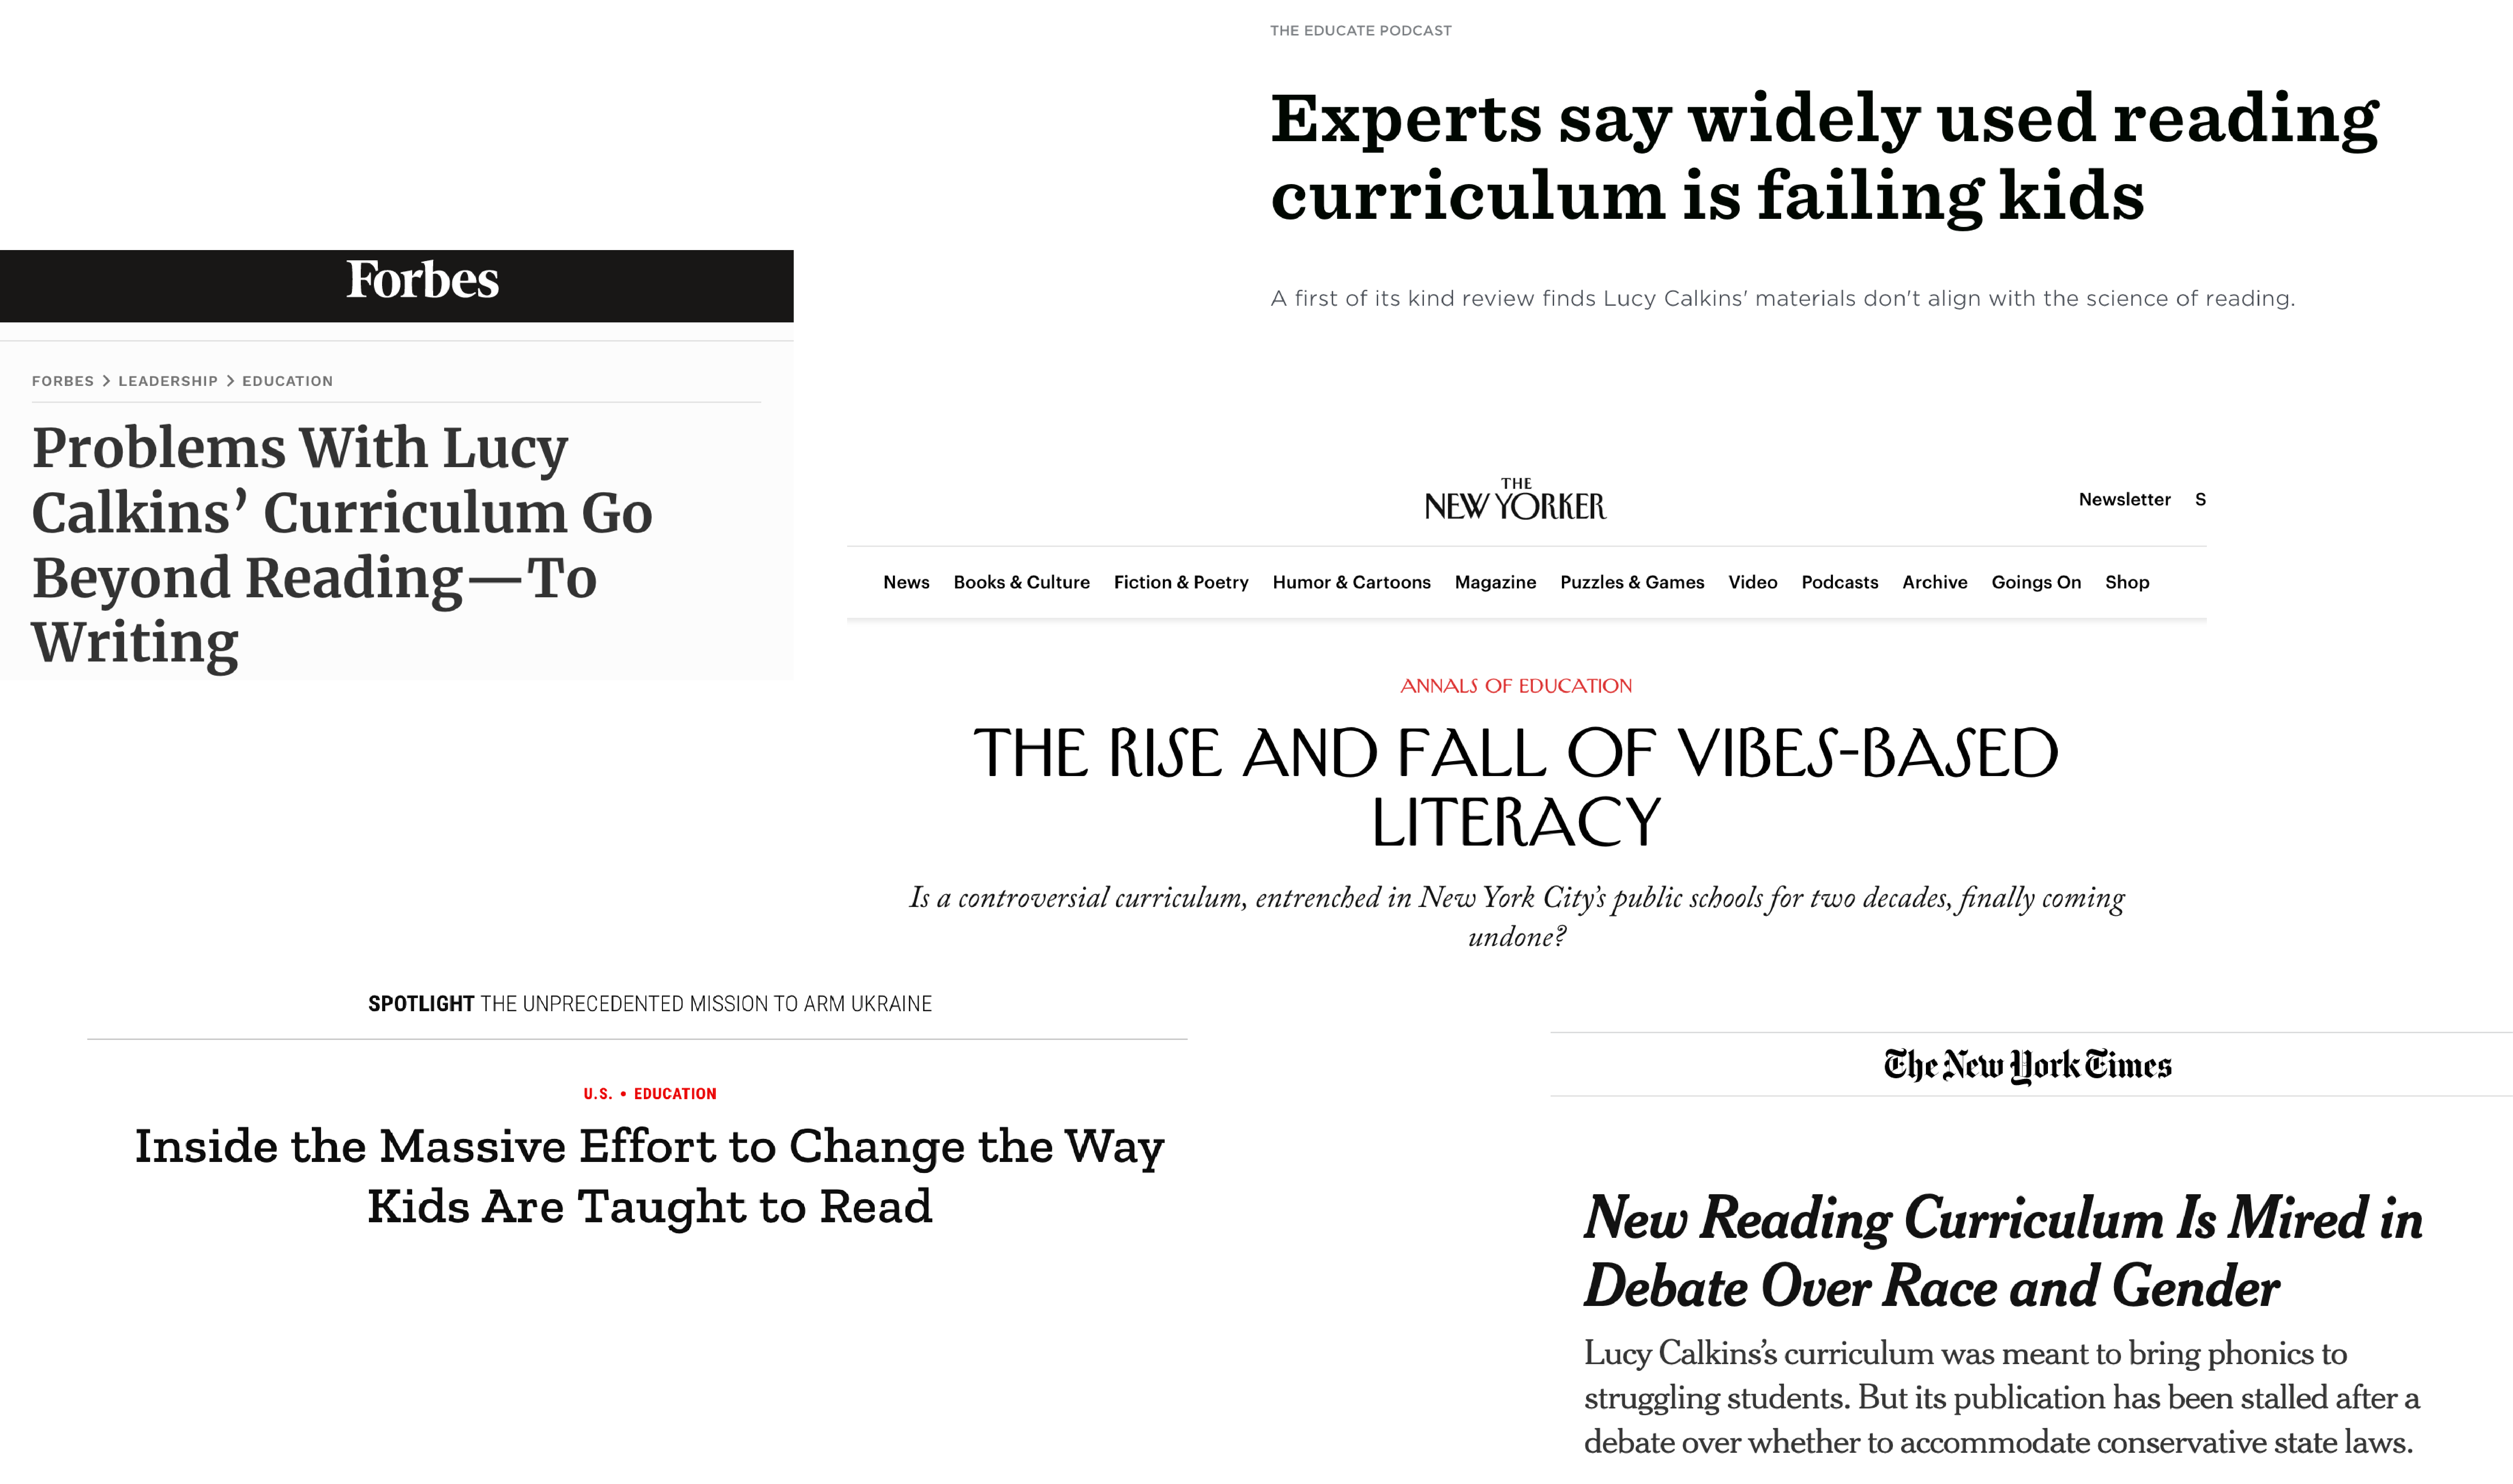 THE EDUCATE PODCAST
Experts say widely used reading
curriculum is failing kids
A first of its kind review finds Lucy Calkins' materials don't align with the science of reading.
Forbes
FORBES > LEADERSHIP > EDUCATION
Problems With Lucy
Calkins’ Curriculum Go
Beyond Reading—To
Writing
THE
NEW YORKER
Newsletter S
News Books & Culture Fiction & Poetry Humor & Cartoons Magazine Puzzles & Games Video Podcasts Archive Goings On Shop
ANNALS OF EDUCATION
THE RISE AND FALL OF VIBES-BASED
LITERACY
Is a controversial curriculum, entrenched in New York City’s public schools for two decades, finally coming
undone?
SPOTLIGHT THE UNPRECEDENTED MISSION TO ARM UKRAINE
U.S. • EDUCATION
Inside the Massive Effort to Change the Way
Kids Are Taught to Read
The New York Times
New Reading Curriculum Is Mired in
Debate Over Race and Gender
Lucy Calkins’s curriculum was meant to bring phonics to
struggling students. But its publication has been stalled after a
debate over whether to accommodate conservative state laws.